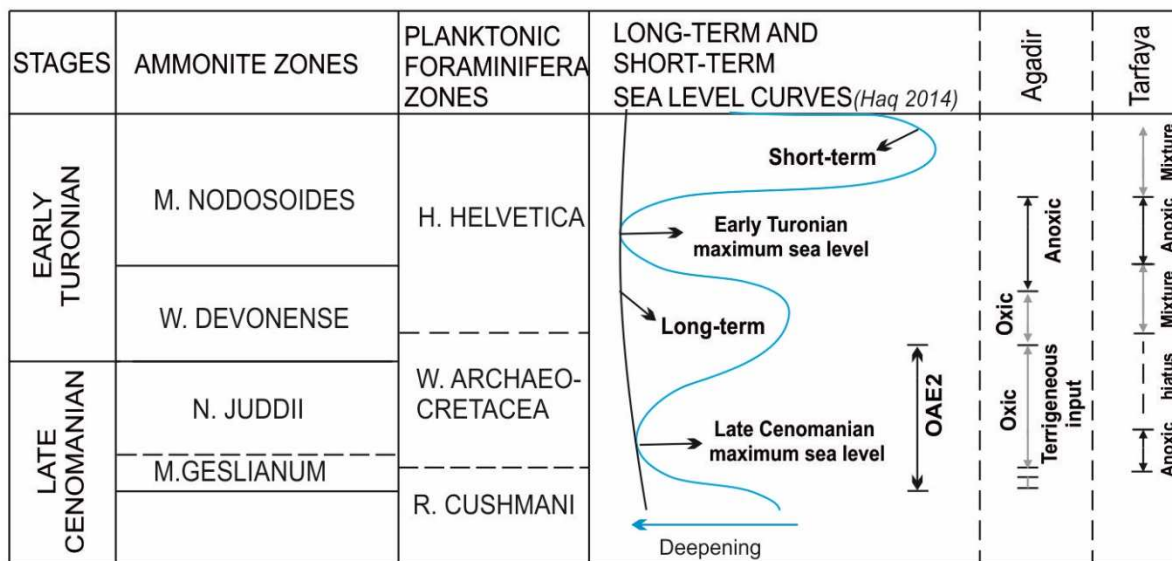 STAGES
AMMONITE ZONES
PLANKTONIC
FORAMINIFERA
ZONES
LONG-TERM AND
SHORT-TERM
SEA LEVEL CURVES(Haq 2014)
Agadir
Tarfaya
EARLY
TURONIAN
LATE
CENOMANIAN
M. NODOSOIDES
W. DEVONENSE
N. JUDDII
M.GESLIANUM
H. HELVETICA
W. ARCHAEO-
CRETACEA
R. CUSHMANI
Short-term
Early Turonian
maximum sea level
Long-term
Late Cenomanian
maximum sea level
Deepening
OAE2
Anoxic
Oxic
Oxic
Terrigeneous
input
Mixture
Anoxic
Mixture
hiatus
Anoxic